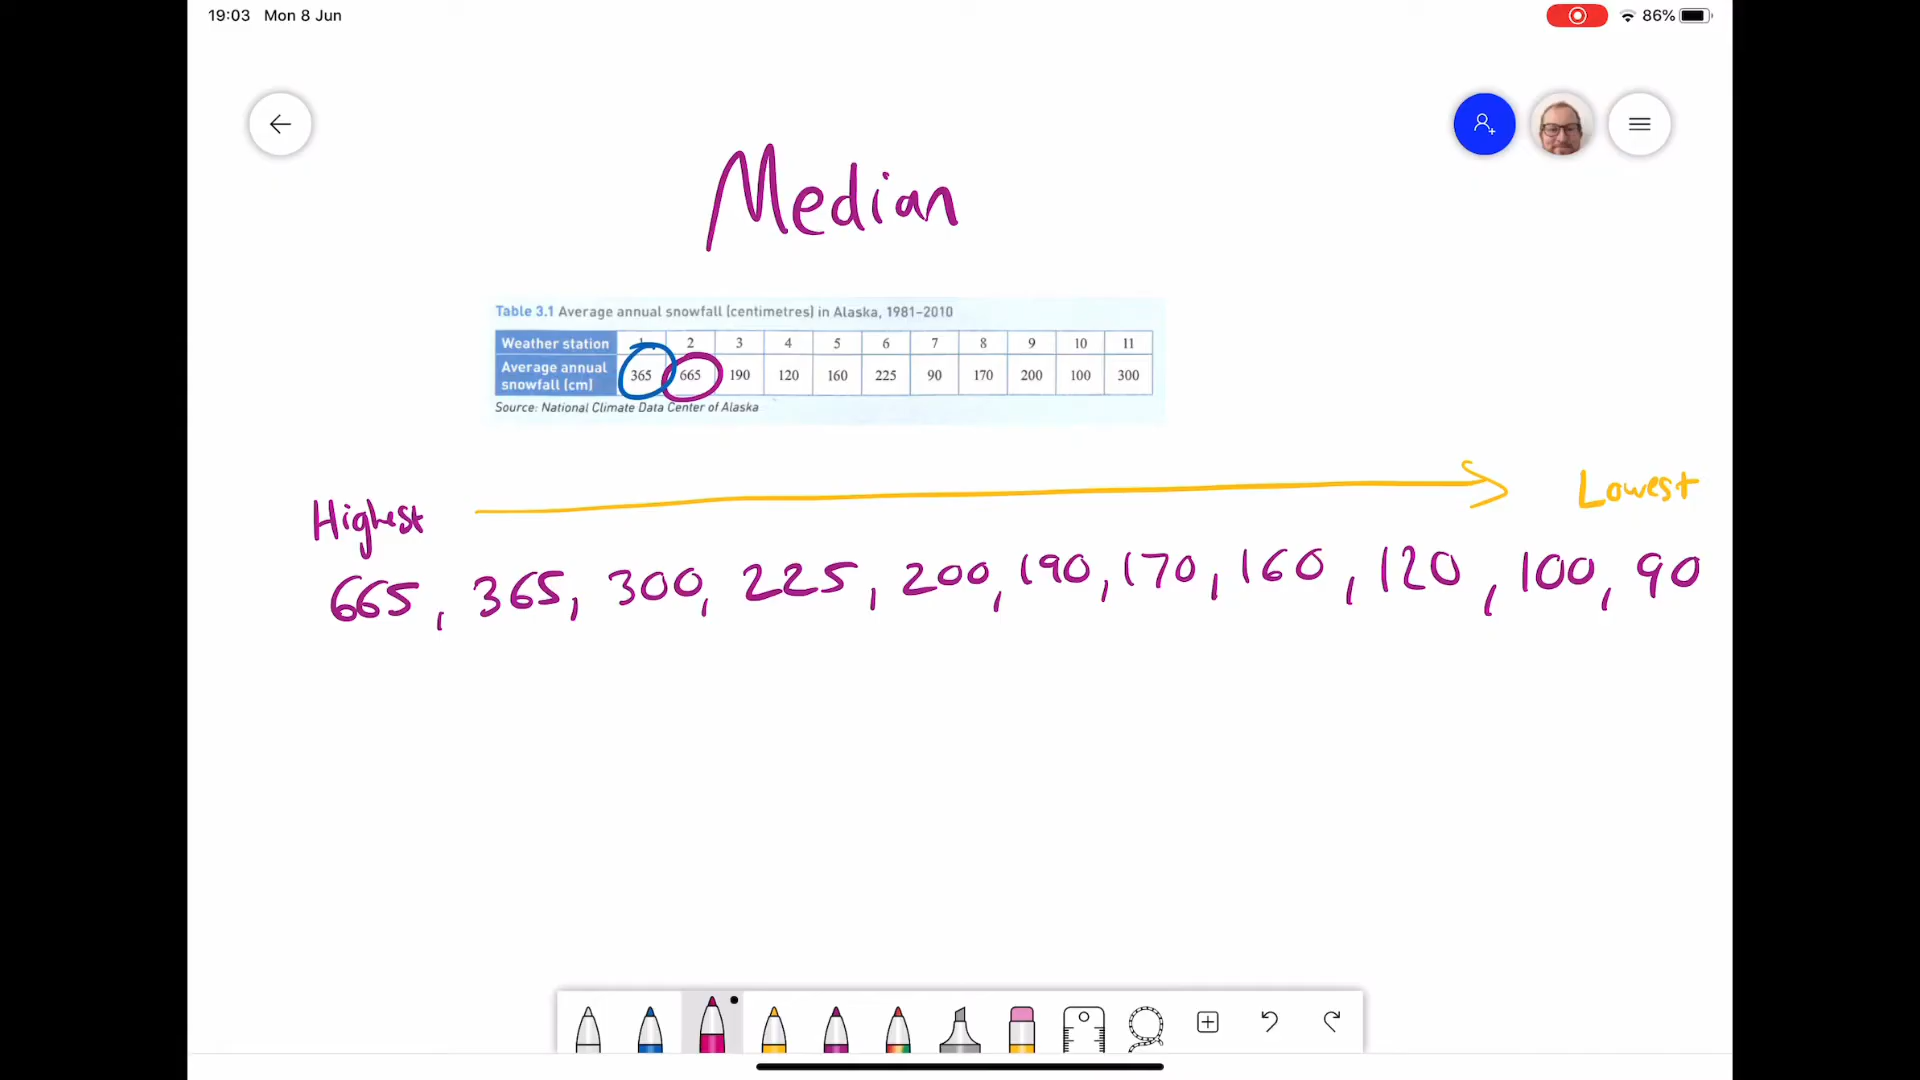 19:03 Mon 8 Jun 86%
Median
Table 3.1 Average annual snowfall (centimetres) in Alaska, 1981–2010
Weather station 1 2 3 4 5 6 7 8 9 10 11
Average annual snowfall (cm) 365 665 190 120 160 225 90 170 200 100 300
Source: National Climate Data Center of Alaska
Highest Lowest
665, 365, 300, 225, 200, 190, 170, 160, 120, 100, 90